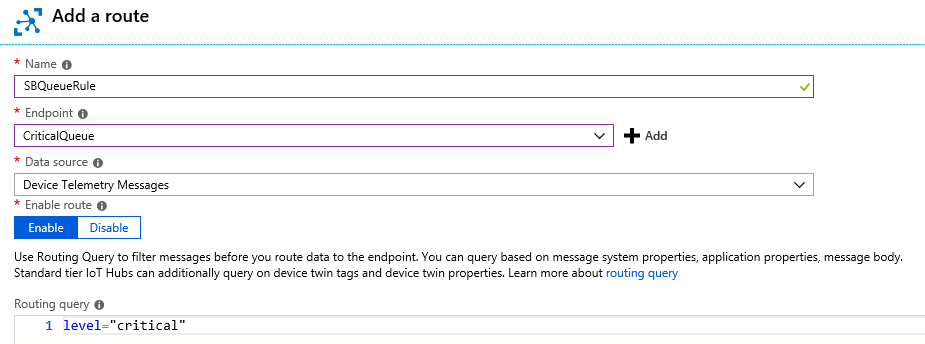 Add a route
* Name
SBQueueRule
* Endpoint
CriticalQueue
Add
* Data source
Device Telemetry Messages
* Enable route
Enable Disable
Use Routing Query to filter messages before you route data to the endpoint. You can query based on message system properties, application properties, message body.
Standard tier IoT Hubs can additionally query on device twin tags and device twin properties. Learn more about routing query
Routing query
1 level="critical"